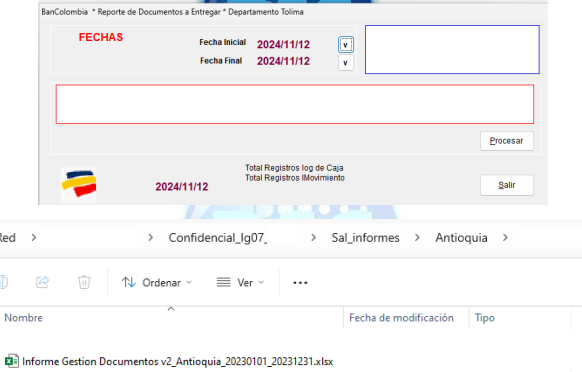 BanColombia * Reporte de Documentos a Entregar * Departamento Tolima
FECHAS
Fecha Inicial 2024/11/12 v
Fecha Final 2024/11/12 v
Procesar
Total Registros log de Caja
Total Registros IMovimiento
2024/11/12
Salir
Red > > Confidencial_lg07_ > Sal_informes > Antioquia >
Ordenar Ver ...
Nombre Fecha de modificación Tipo
Informe Gestion Documentos v2_Antioquia_20230101_20231231.xlsx